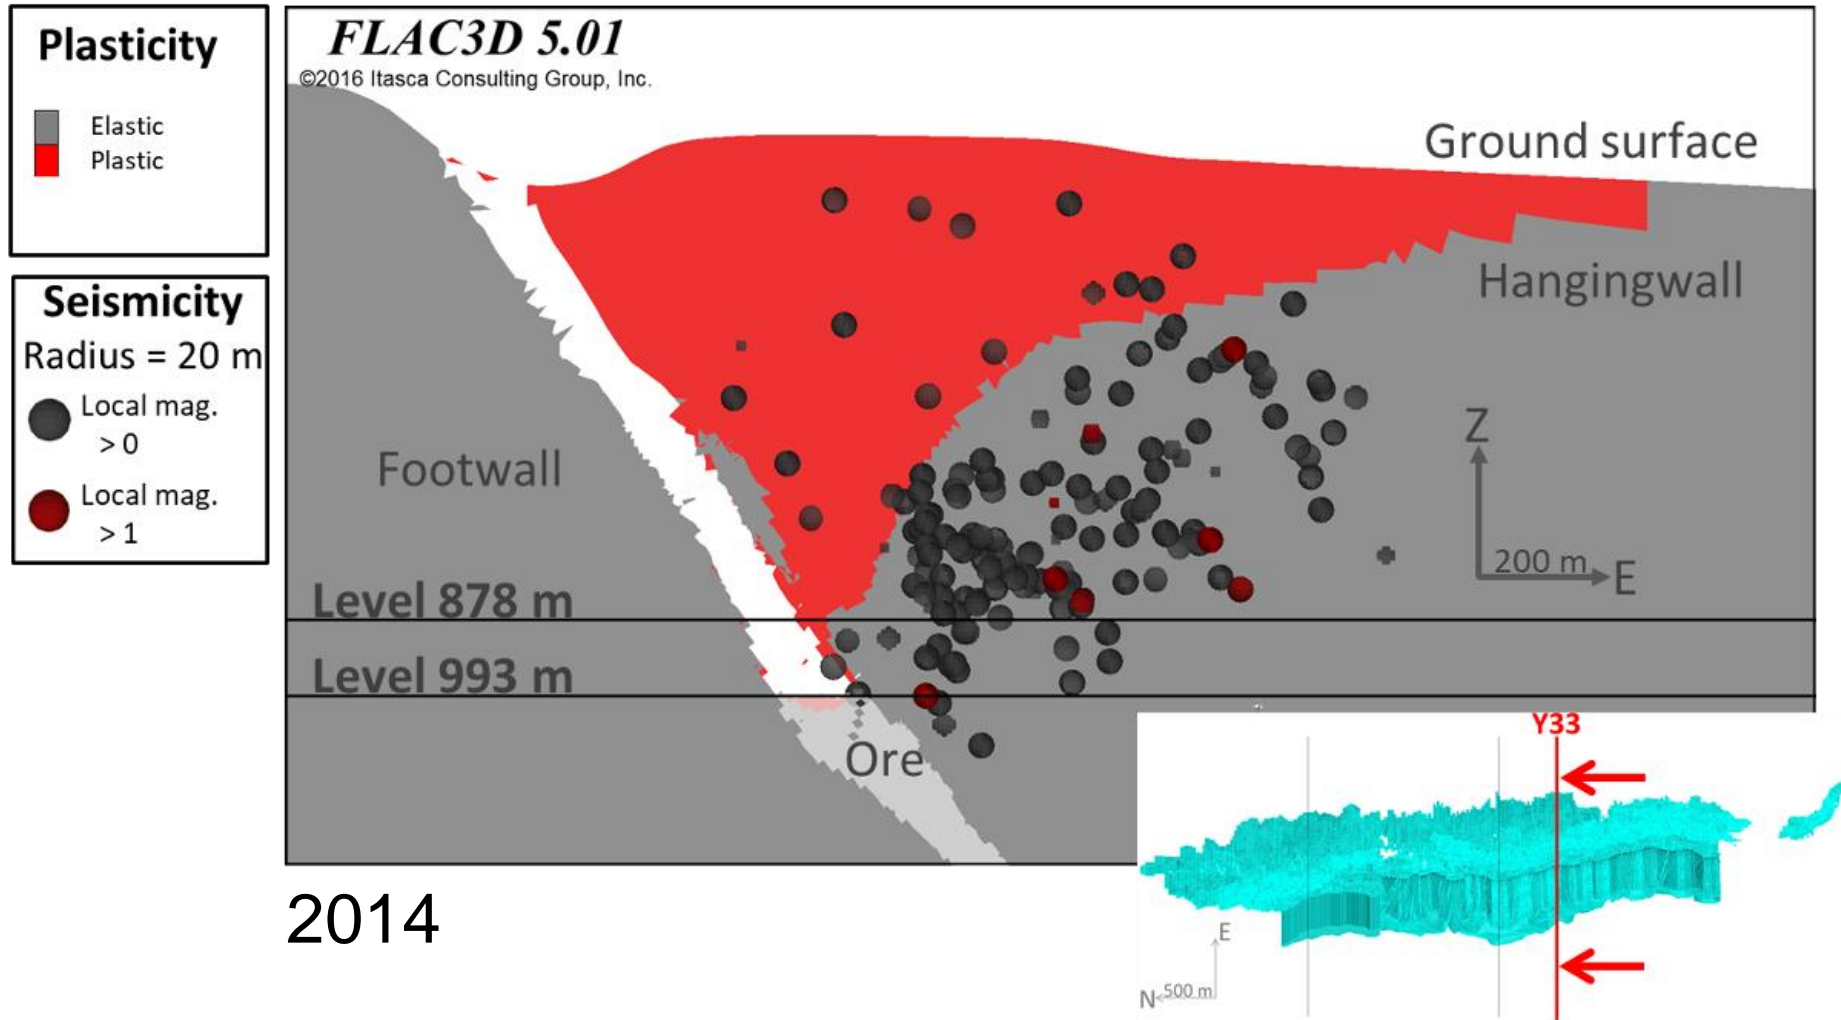 Plasticity
Elastic
Plastic
Seismicity
Radius = 20 m
Local mag.
> 0
Local mag.
> 1
FLAC3D 5.01
©2016 Itasca Consulting Group, Inc.
Ground surface
Hangingwall
Footwall
Z
200 m
E
Level 878 m
Level 993 m
Ore
Y33
E
N
500 m
2014